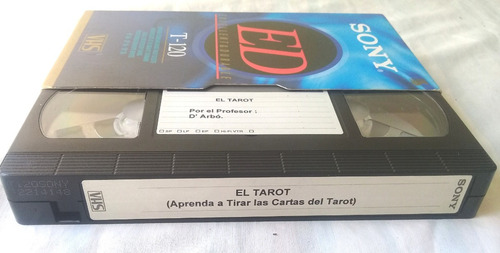 SONY
ED
T-120
VHS
EL TAROT
Por el Profesor :
D' Arbó.
EL TAROT
(Aprenda a Tirar las Cartas del Tarot)
VHS
SONY